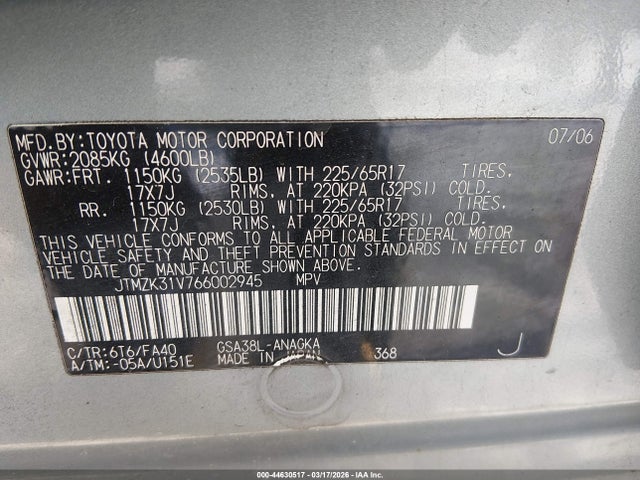 MFD.BY:TOYOTA MOTOR CORPORATION 07/06
GVWR:2085KG (4600LB)
GAWR:FRT. 1150KG (2535LB) WITH 225/65R17 TIRES,
17X7J RIMS, AT 220KPA (32PSI) COLD.
RR. 1150KG (2530LB) WITH 225/65R17 TIRES,
17X7J RIMS, AT 220KPA (32PSI) COLD.
THIS VEHICLE CONFORMS TO ALL APPLICABLE FEDERAL MOTOR
VEHICLE SAFETY AND THEFT PREVENTION STANDARDS IN EFFECT ON
THE DATE OF MANUFACTURE SHOWN ABOVE.
JTMZK31V766002945 MPV
C/TR:6T6/FA40 GSA38L-ANAGKA
A/TM:-05A/U151E MADE IN JAPAN 368 J
000-44630517 — 03/17/2026 — IAAI.COM